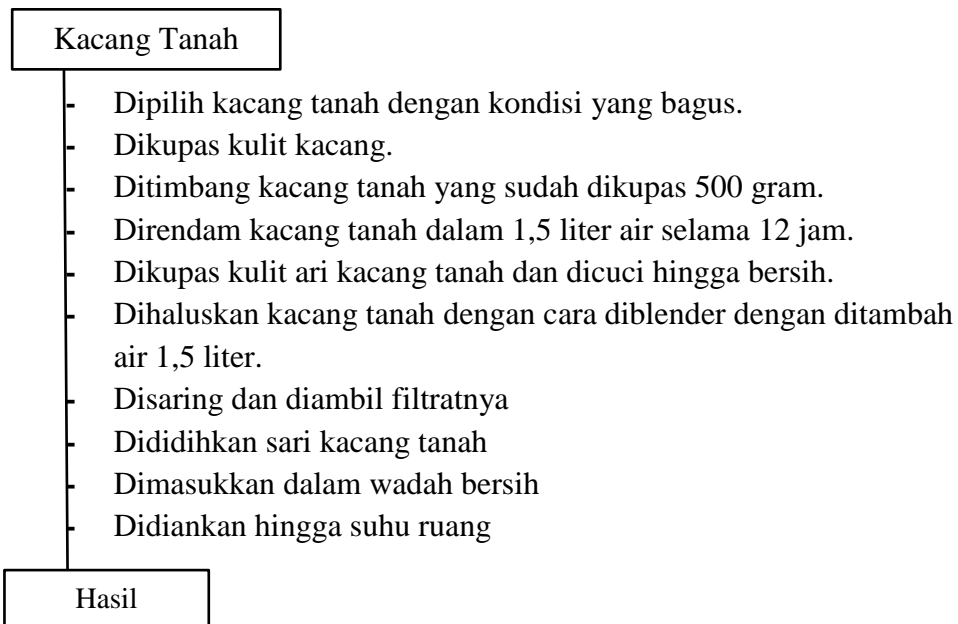 Kacang Tanah
- Dipilih kacang tanah dengan kondisi yang bagus.
- Dikupas kulit kacang.
- Ditimbang kacang tanah yang sudah dikupas 500 gram.
- Direndam kacang tanah dalam 1,5 liter air selama 12 jam.
- Dikupas kulit ari kacang tanah dan dicuci hingga bersih.
- Dihaluskan kacang tanah dengan cara diblender dengan ditambah
air 1,5 liter.
- Disaring dan diambil filtratnya
- Dididihkan sari kacang tanah
- Dimasukkan dalam wadah bersih
- Didiankan hingga suhu ruang
Hasil